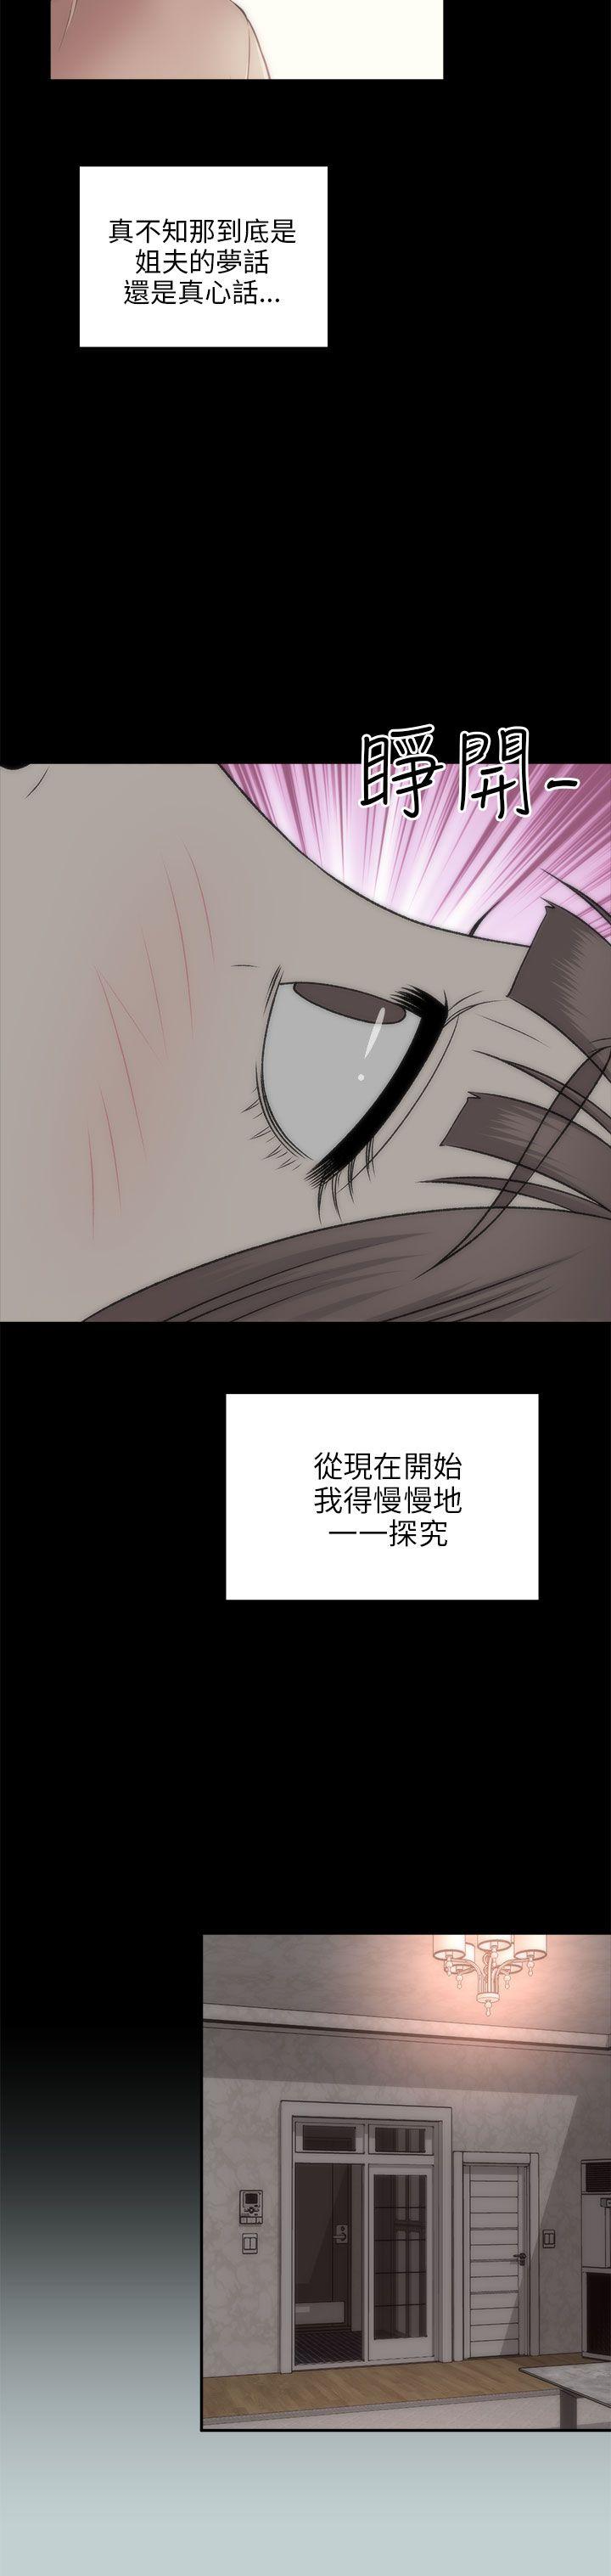 真不知那到底是
姐夫的夢話
還是真心話...
睜開-
從現在開始
我得慢慢地
一一探究